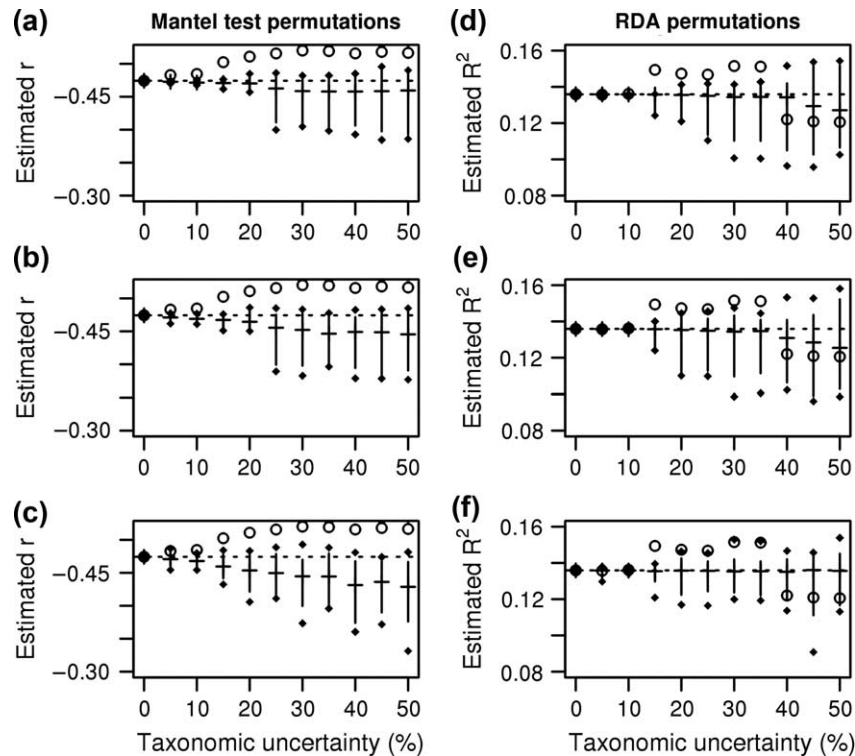 (a) Mantel test permutations
Estimated r
−0.45
−0.30
0 10 20 30 40 50
(d) RDA permutations
Estimated R²
0.16
0.12
0.08
0 10 20 30 40 50
(b)
Estimated r
−0.45
−0.30
0 10 20 30 40 50
(e)
Estimated R²
0.16
0.12
0.08
0 10 20 30 40 50
(c)
Estimated r
−0.45
−0.30
0 10 20 30 40 50
Taxonomic uncertainty (%)
(f)
Estimated R²
0.16
0.12
0.08
0 10 20 30 40 50
Taxonomic uncertainty (%)